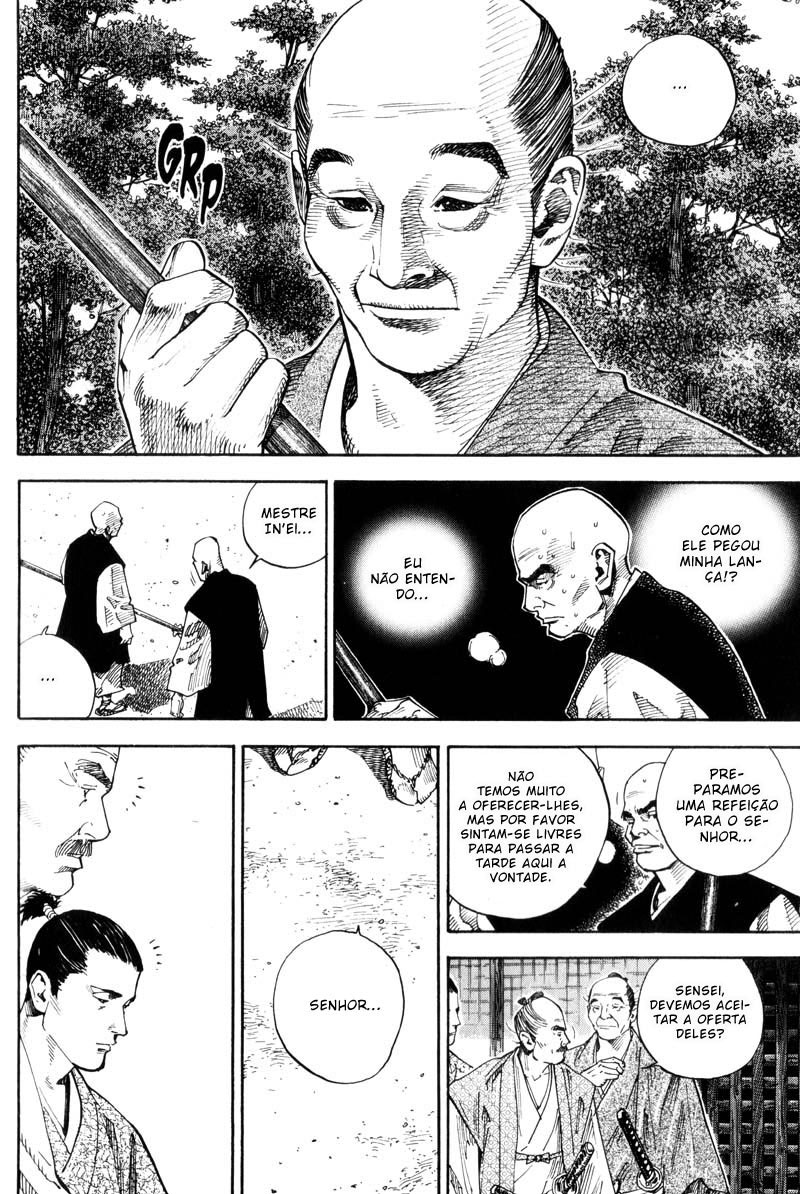 ...
GRP
COMO
ELE PEGOU
MINHA LAN-
ÇA!?
EU
NÃO ENTEN-
DO...
MESTRE
IN'EI...
...
PRE-
PARAMOS
UMA REFEIÇÃO
PARA O SE-
NHOR...
NÃO
TEMOS MUITO
A OFERECER-LHES,
MAS POR FAVOR
SINTAM-SE LIVRES
PARA PASSAR A
TARDE AQUI A
VONTADE.
SENSEI,
DEVEMOS ACEI-
TAR A OFERTA
DELES?
SENHOR...